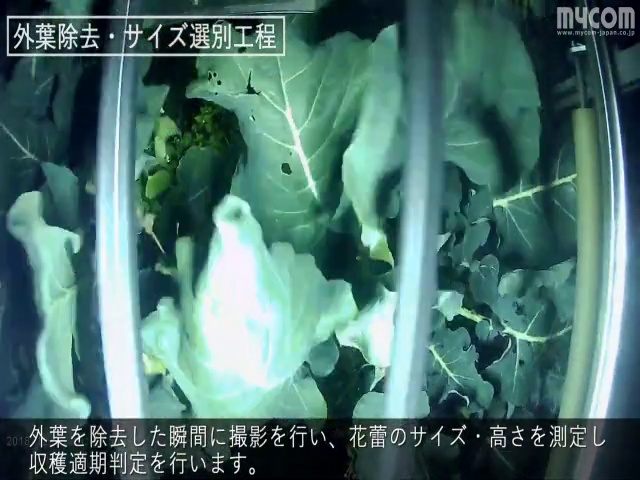 外葉除去・サイズ選別工程
mycom
www.mycom-japan.co.jp
2018
外葉を除去した瞬間に撮影を行い、花蕾のサイズ・高さを測定し
収穫適期判定を行います。